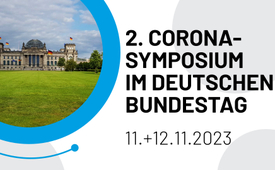 2. CORONA-
SYMPOSIUM
IM DEUTSCHEN
BUNDESTAG
11.+12.11.2023